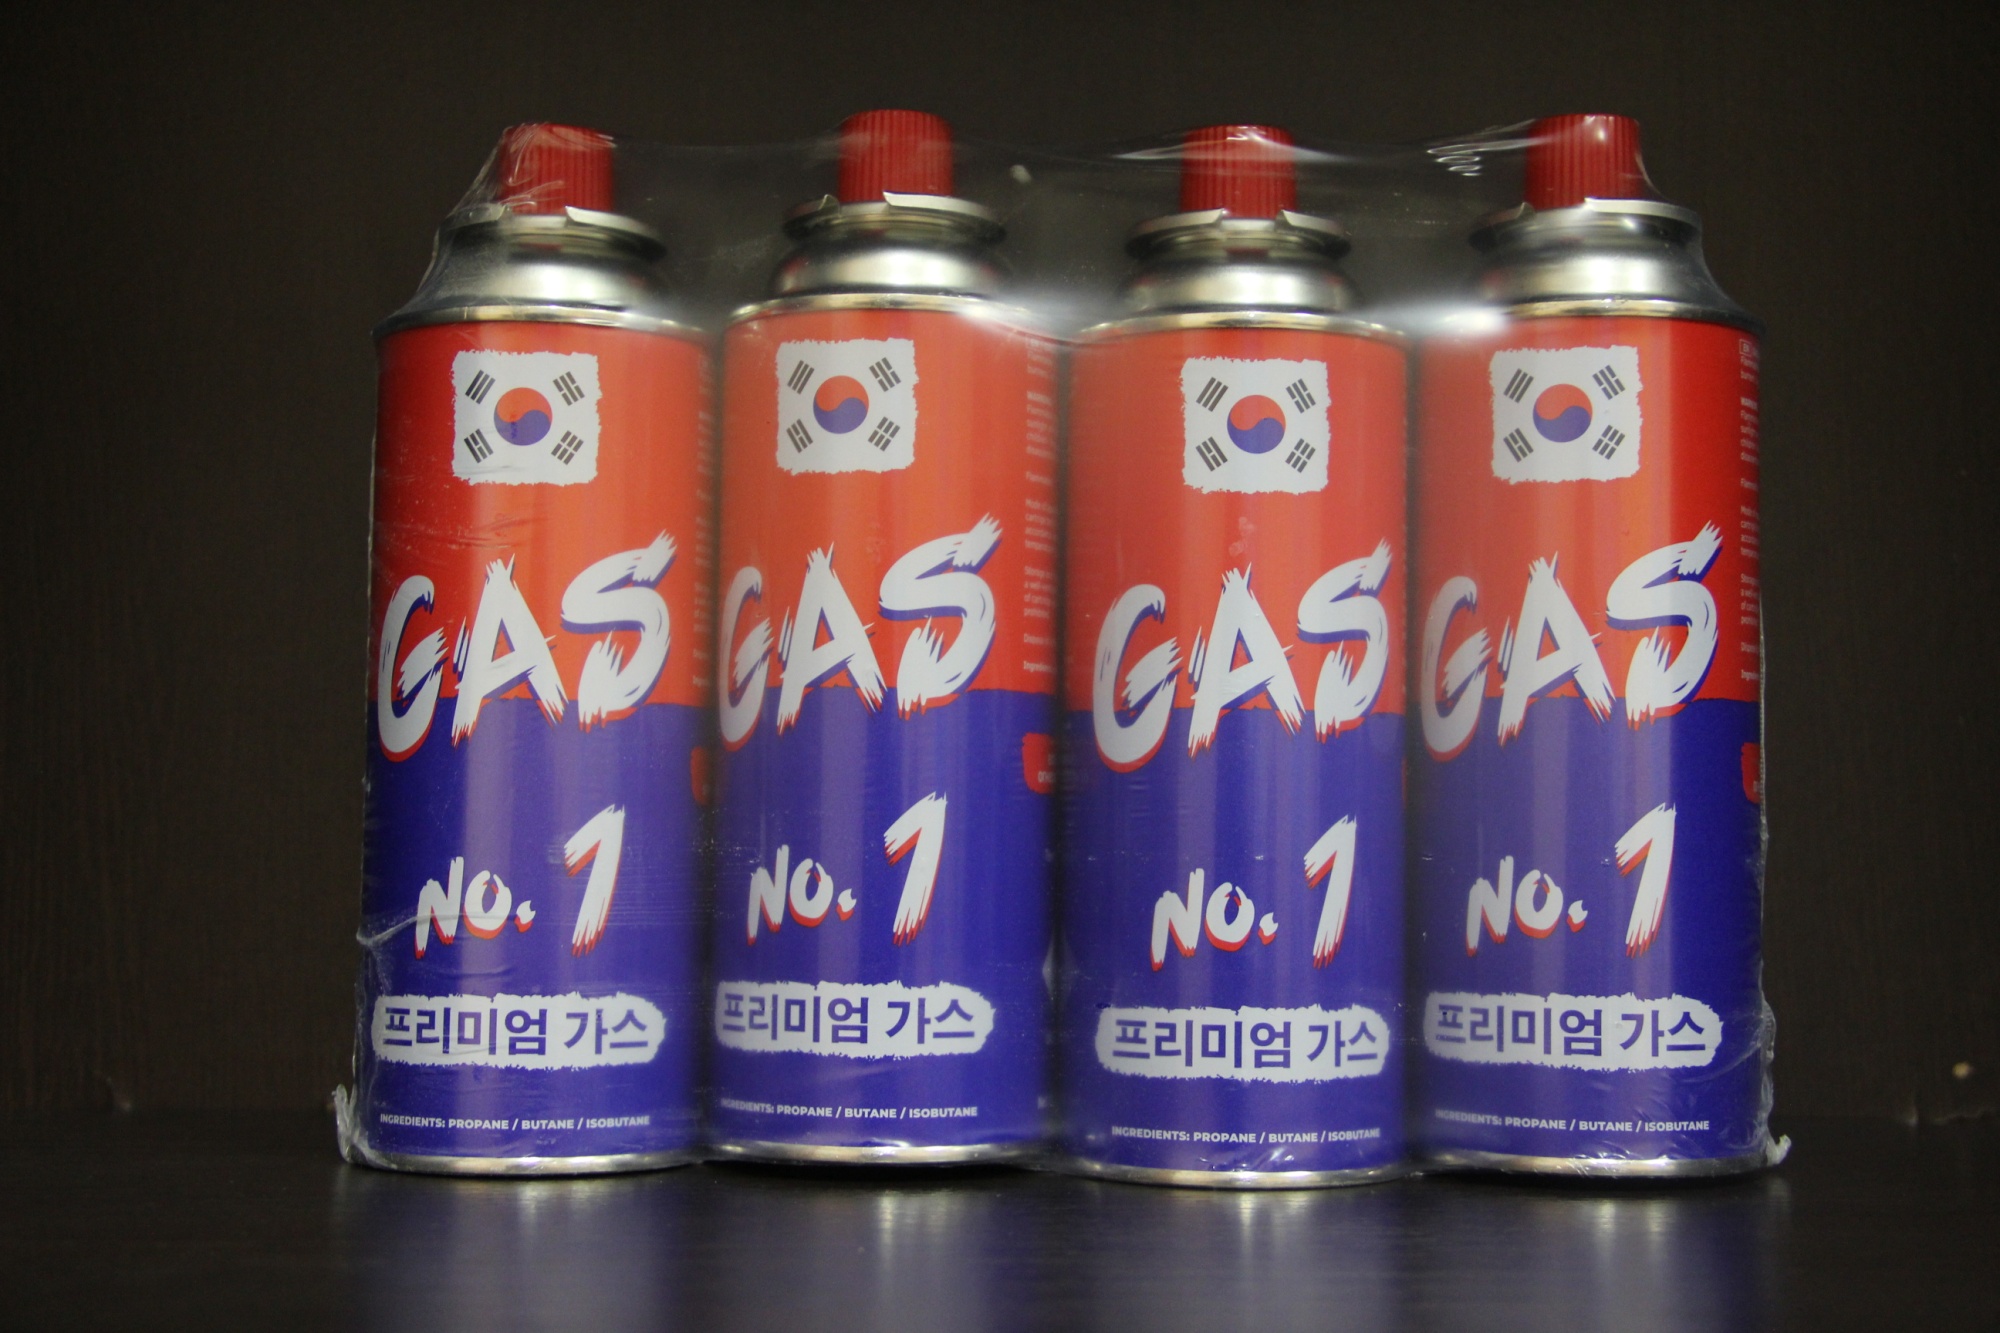 GAS
No. 1
프리미엄 가스
INGREDIENTS: PROPANE / BUTANE / ISOBUTANE
GAS
No. 1
프리미엄 가스
INGREDIENTS: PROPANE / BUTANE / ISOBUTANE
GAS
No. 1
프리미엄 가스
INGREDIENTS: PROPANE / BUTANE / ISOBUTANE
GAS
No. 1
프리미엄 가스
INGREDIENTS: PROPANE / BUTANE / ISOBUTANE